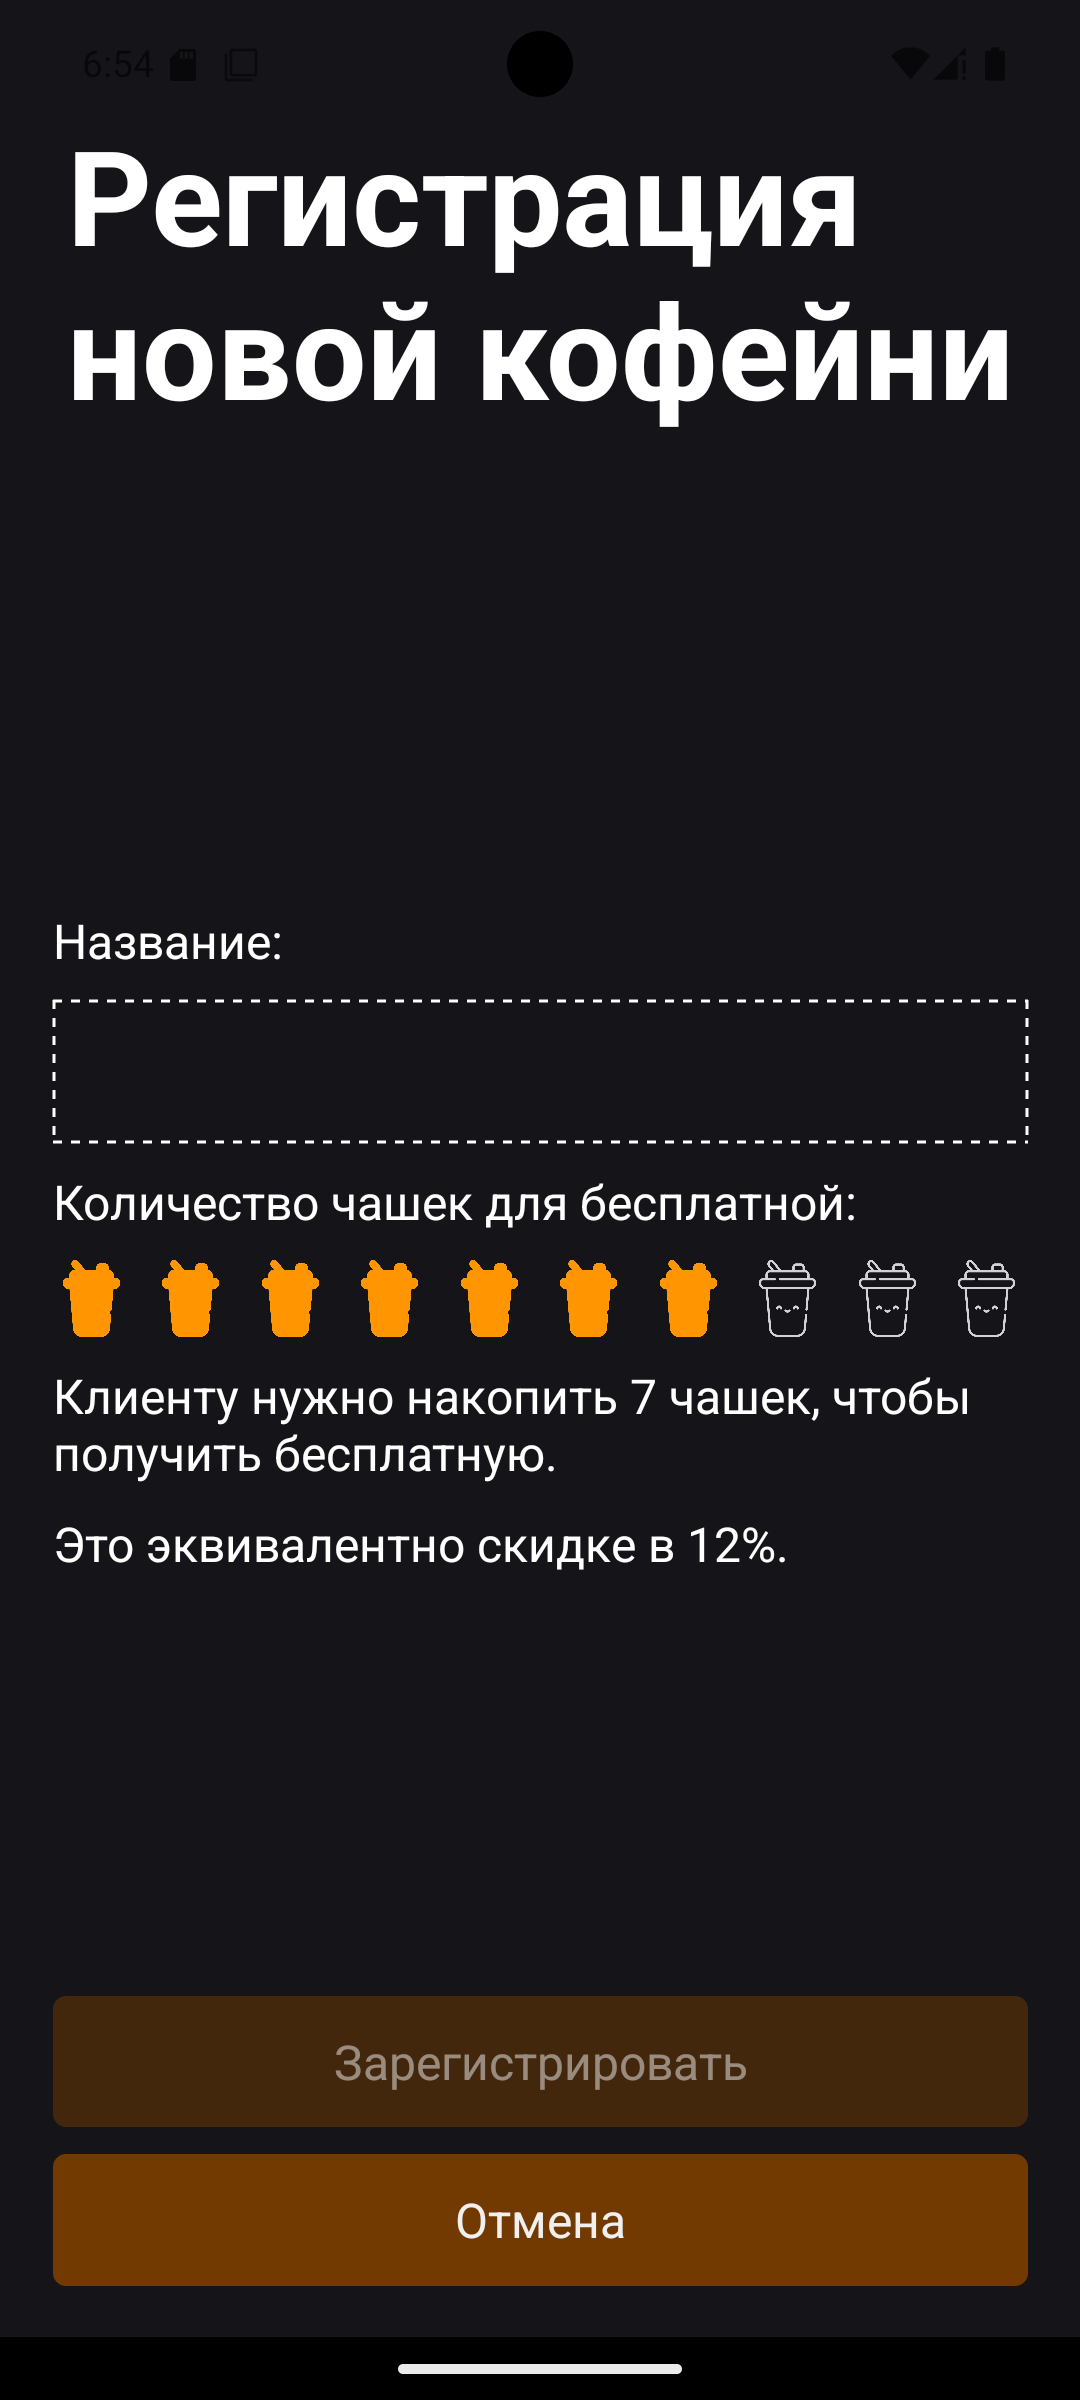 6:54
Регистрация
новой кофейни
Название:
Количество чашек для бесплатной:
Клиенту нужно накопить 7 чашек, чтобы
получить бесплатную.
Это эквивалентно скидке в 12%.
Зарегистрировать
Отмена